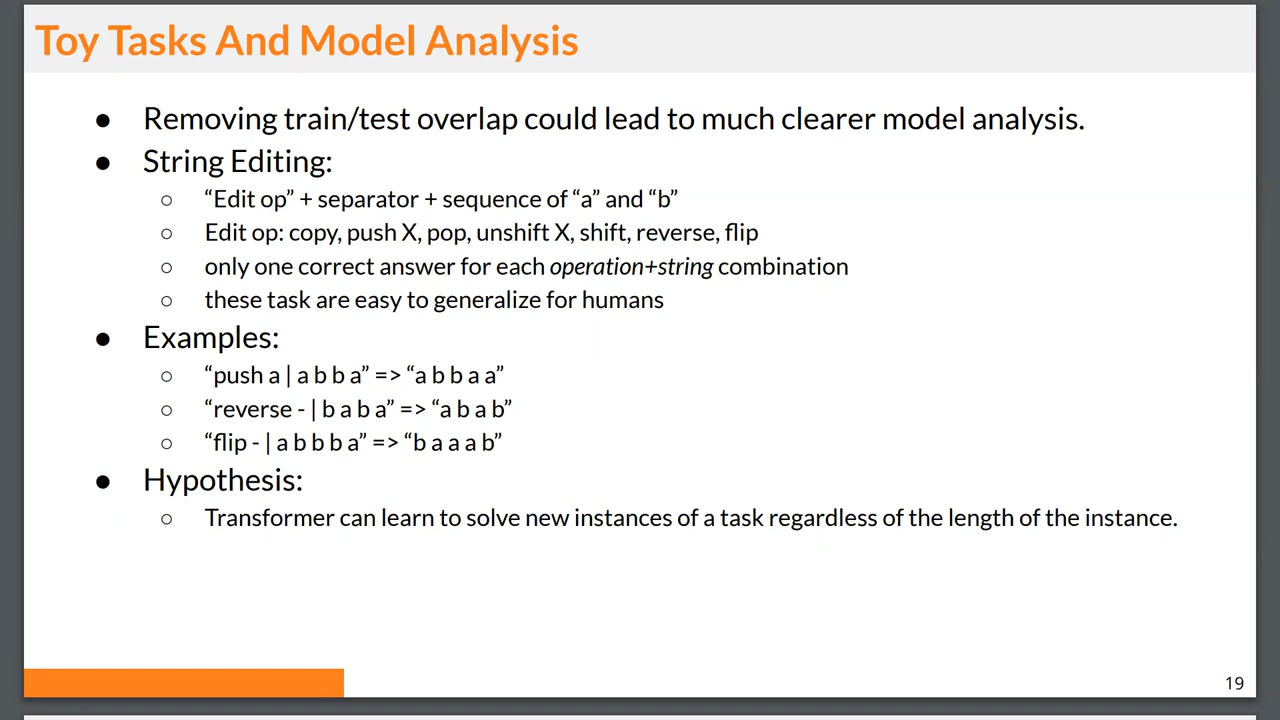 Toy Tasks And Model Analysis
● Removing train/test overlap could lead to much clearer model analysis.
● String Editing:
○ “Edit op” + separator + sequence of “a” and “b”
○ Edit op: copy, push X, pop, unshift X, shift, reverse, flip
○ only one correct answer for each operation+string combination
○ these task are easy to generalize for humans
● Examples:
○ “push a | a b b a” => “a b b a a”
○ “reverse - | b a b a” => “a b a b”
○ “flip - | a b b b a” => “b a a a b”
● Hypothesis:
○ Transformer can learn to solve new instances of a task regardless of the length of the instance.
19